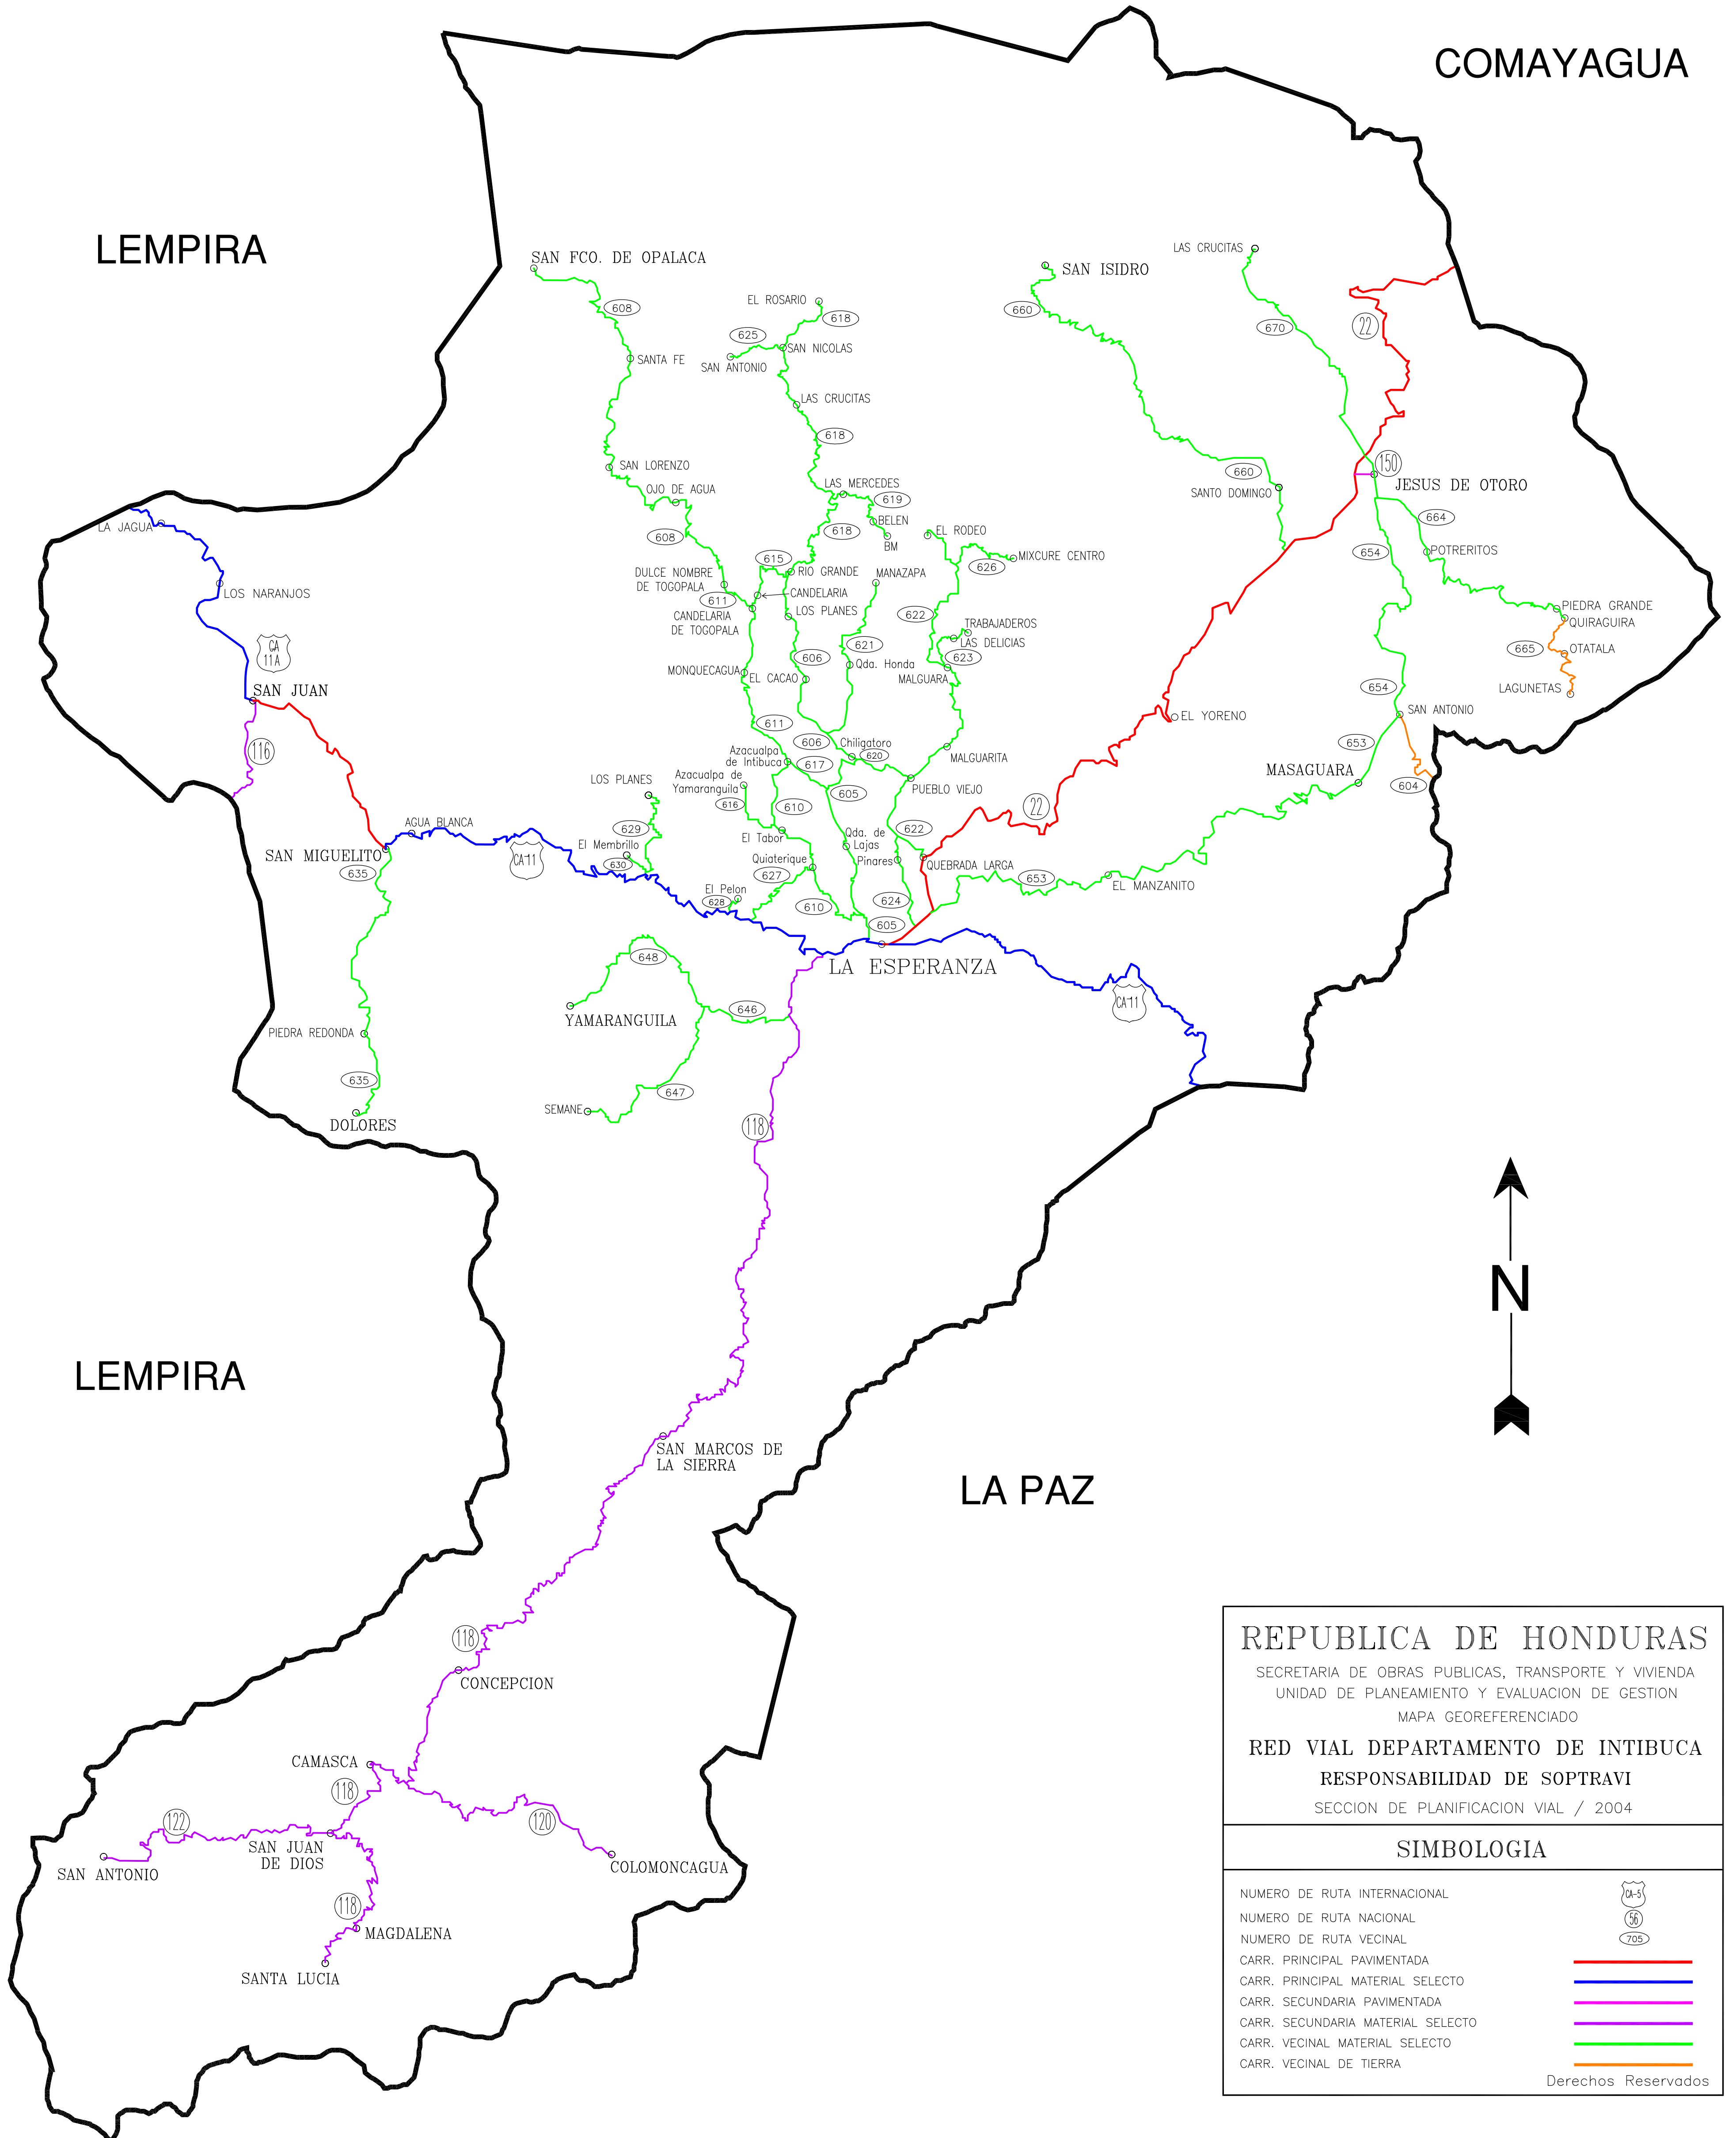 COMAYAGUA
LEMPIRA
LAS CRUCITAS
SAN FCO. DE OPALACA
SAN ISIDRO
608
EL ROSARIO
618
660
670
22
625
SAN NICOLAS
SANTA FE
SAN ANTONIO
LAS CRUCITAS
618
SAN LORENZO
660
150
OJO DE AGUA
LAS MERCEDES
SANTO DOMINGO
JESUS DE OTORO
619
LA JAGUA
BELEN
664
608
618
EL RODEO
BM
654
POTRERITOS
615
MIXCURE CENTRO
626
DULCE NOMBRE
DE TOGOPALA
RIO GRANDE
MANAZAPA
LOS NARANJOS
611
CANDELARIA
CANDELARIA
DE TOGOPALA
LOS PLANES
622
PIEDRA GRANDE
QUIRAGUIRA
TRABAJADEROS
LAS DELICIAS
CA
11A
621
606
623
665
OTATALA
MONQUECAGUA
EL CACAO
Qda. Honda
MALGUARA
SAN JUAN
654
LAGUNETAS
SAN ANTONIO
611
EL YORENO
116
606
Chiligatoro
620
653
Azacualpa
de Intibuca
617
MALGUARITA
MASAGUARA
LOS PLANES
Azacualpa de
Yamaranguila
605
PUEBLO VIEJO
604
616
610
22
AGUA BLANCA
629
El Tabor
Qda. de
Lajas
622
El Membrillo
SAN MIGUELITO
CA-11
630
Quiaterique
Pinares
QUEBRADA LARGA
635
627
653
EL MANZANITO
El Pelon
628
610
624
605
LA ESPERANZA
648
CA-11
646
YAMARANGUILA
PIEDRA REDONDA
635
647
SEMANE
DOLORES
118
N
LEMPIRA
SAN MARCOS DE
LA SIERRA
LA PAZ
118
CONCEPCION
CAMASCA
118
122
120
SAN JUAN
DE DIOS
SAN ANTONIO
COLOMONCAGUA
118
MAGDALENA
SANTA LUCIA
REPUBLICA DE HONDURAS
SECRETARIA DE OBRAS PUBLICAS, TRANSPORTE Y VIVIENDA
UNIDAD DE PLANEAMIENTO Y EVALUACION DE GESTION
MAPA GEOREFERENCIADO
RED VIAL DEPARTAMENTO DE INTIBUCA
RESPONSABILIDAD DE SOPTRAVI
SECCION DE PLANIFICACION VIAL / 2004
SIMBOLOGIA
NUMERO DE RUTA INTERNACIONAL CA-5
NUMERO DE RUTA NACIONAL 56
NUMERO DE RUTA VECINAL 705
CARR. PRINCIPAL PAVIMENTADA
CARR. PRINCIPAL MATERIAL SELECTO
CARR. SECUNDARIA PAVIMENTADA
CARR. SECUNDARIA MATERIAL SELECTO
CARR. VECINAL MATERIAL SELECTO
CARR. VECINAL DE TIERRA
Derechos Reservados